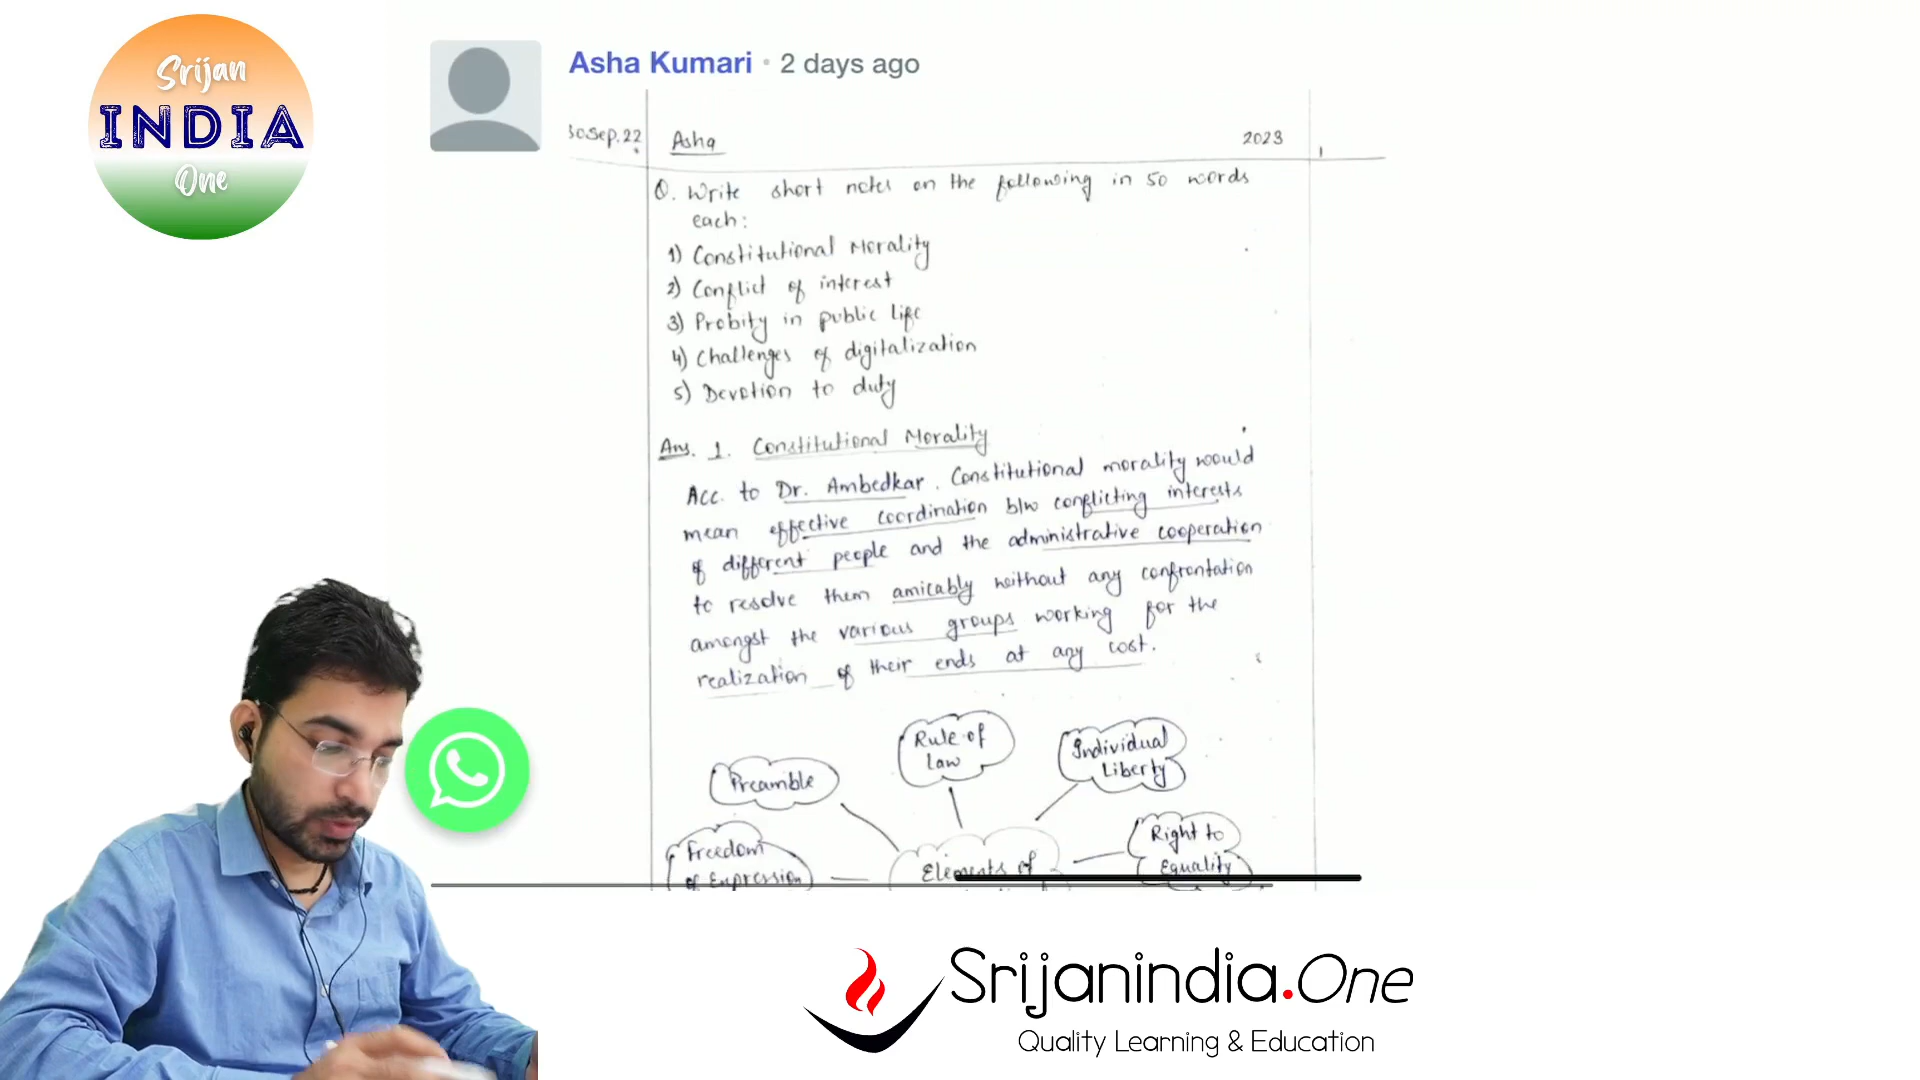 Srijan
INDIA
One
Asha Kumari • 2 days ago
30Sep.22
Asha
2023
Q. Write short notes on the following in 50 words
each:
1) Constitutional Morality
2) Conflict of interest
3) Probity in public life
4) Challenges of digitalization
5) Devotion to duty
Ans. 1. Constitutional Morality
Acc. to Dr. Ambedkar, Constitutional morality would
mean effective coordination b/w conflicting interests
of different people and the administrative cooperation
to resolve them amicably without any confrontation
amongst the various groups working for the
realization of their ends at any cost.
Preamble
Rule of
Law
Individual
Liberty
Freedom
of Expression
Elements of
Right to
Equality
Srijanindia.One
Quality Learning & Education